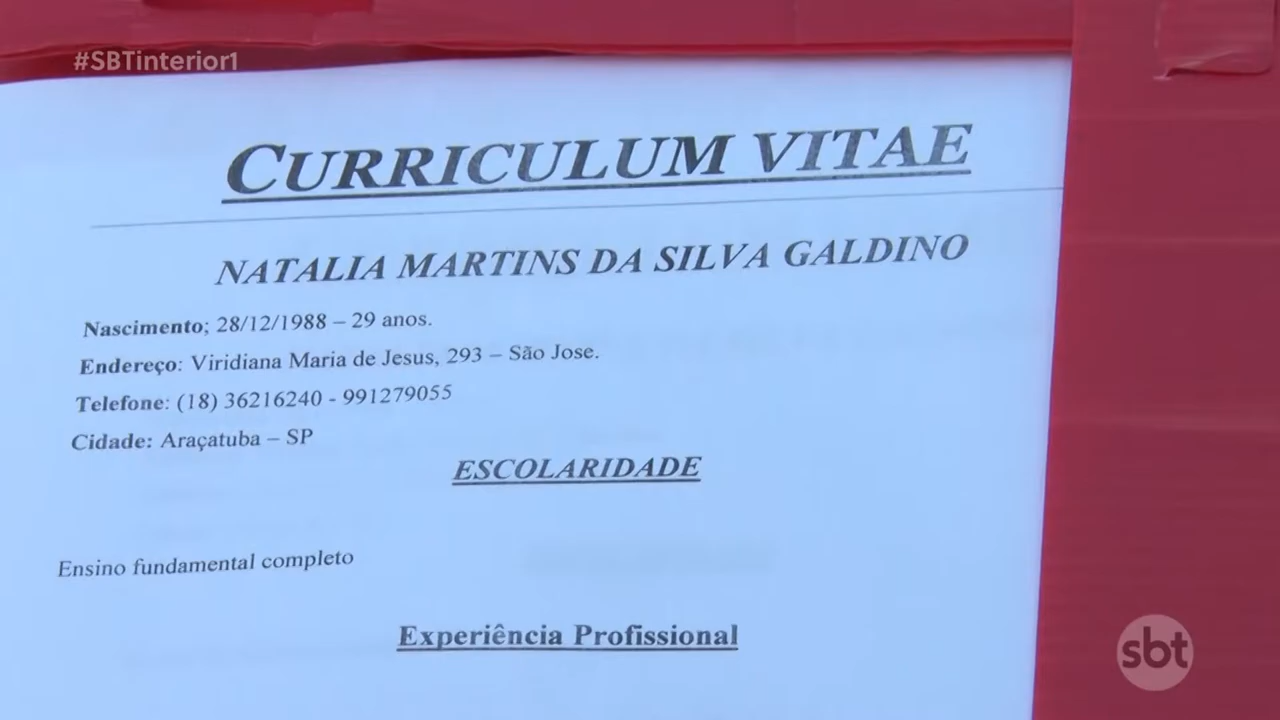 #SBTinterior1
CURRICULUM VITAE
NATALIA MARTINS DA SILVA GALDINO
Nascimento; 28/12/1988 – 29 anos.
Endereço: Viridiana Maria de Jesus, 293 – São Jose.
Telefone: (18) 36216240 - 991279055
Cidade: Araçatuba – SP
ESCOLARIDADE
Ensino fundamental completo
Experiência Profissional
sbt